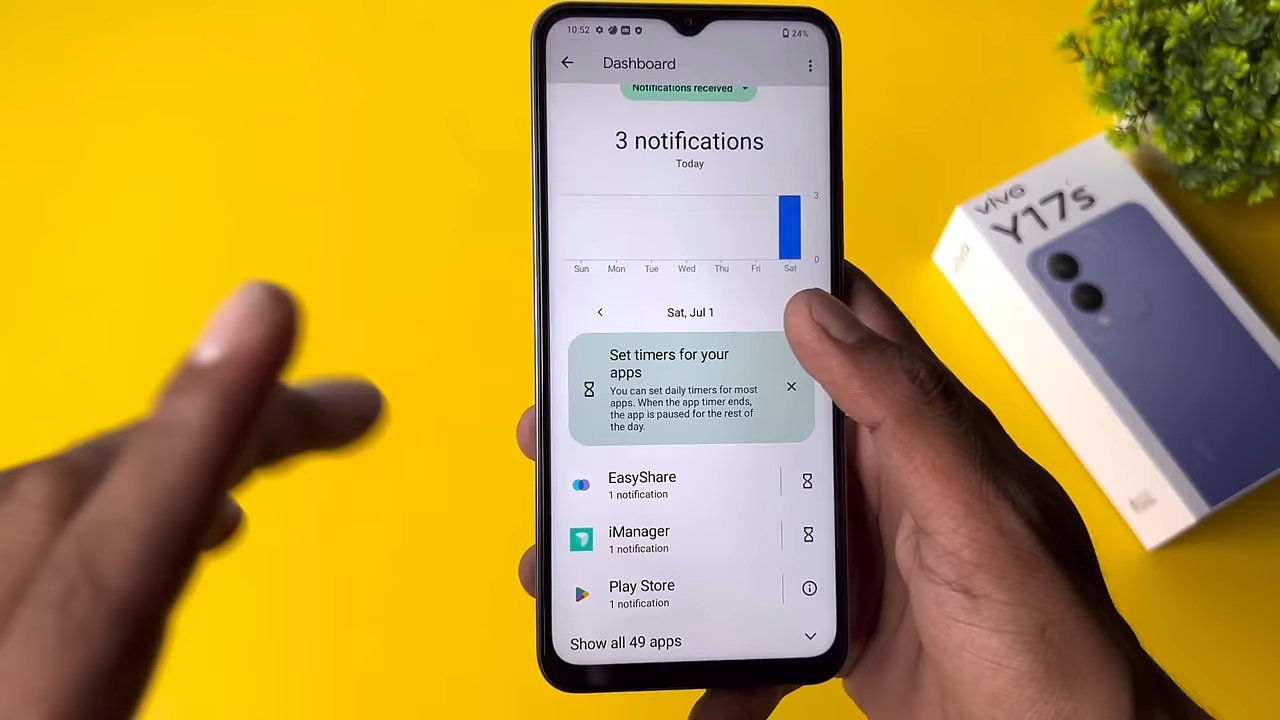 10:52
24%
Dashboard
Notifications received
3 notifications
Today
3
0
Sun Mon Tue Wed Thu Fri Sat
Sat, Jul 1
Set timers for your
apps
You can set daily timers for most
apps. When the app timer ends,
the app is paused for the rest of
the day.
EasyShare
1 notification
iManager
1 notification
Play Store
1 notification
Show all 49 apps
vivo
Y17s
vivo